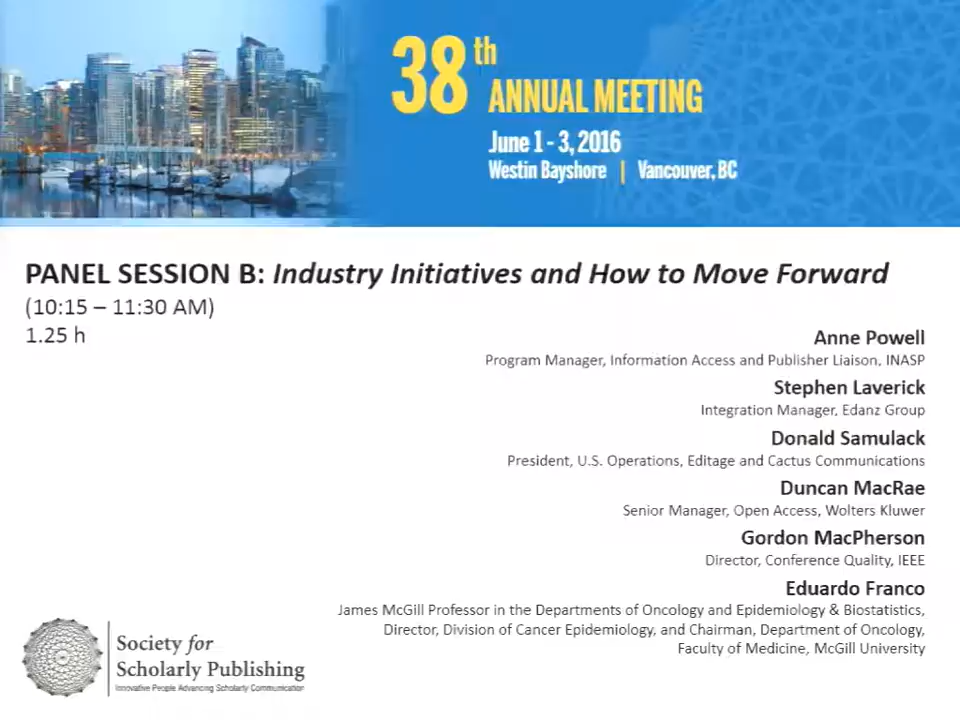 38th
ANNUAL MEETING
June 1 - 3, 2016
Westin Bayshore | Vancouver, BC
PANEL SESSION B: Industry Initiatives and How to Move Forward
(10:15 – 11:30 AM)
1.25 h
Anne Powell
Program Manager, Information Access and Publisher Liaison, INASP
Stephen Laverick
Integration Manager, Edanz Group
Donald Samulack
President, U.S. Operations, Editage and Cactus Communications
Duncan MacRae
Senior Manager, Open Access, Wolters Kluwer
Gordon MacPherson
Director, Conference Quality, IEEE
Eduardo Franco
James McGill Professor in the Departments of Oncology and Epidemiology & Biostatistics,
Director, Division of Cancer Epidemiology, and Chairman, Department of Oncology,
Faculty of Medicine, McGill University
Society for
Scholarly Publishing
Innovative People Advancing Scholarly Communication